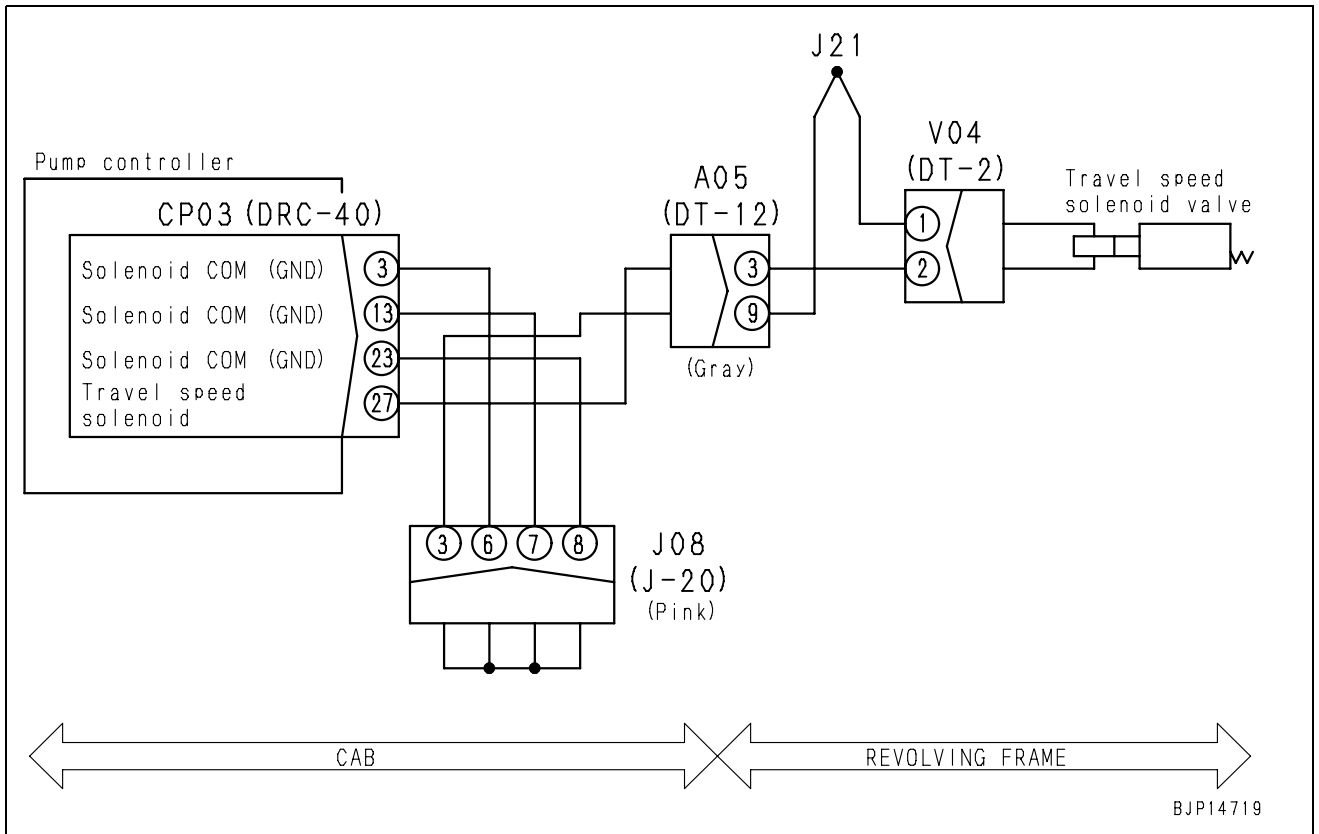 J21
V04
(DT-2)
Travel speed
solenoid valve
1
2
A05
(DT-12)
3
9
(Gray)
Pump controller
CP03 (DRC-40)
Solenoid COM (GND) 3
Solenoid COM (GND) 13
Solenoid COM (GND) 23
Travel speed
solenoid 27
3 6 7 8
J08
(J-20)
(Pink)
CAB
REVOLVING FRAME
BJP14719